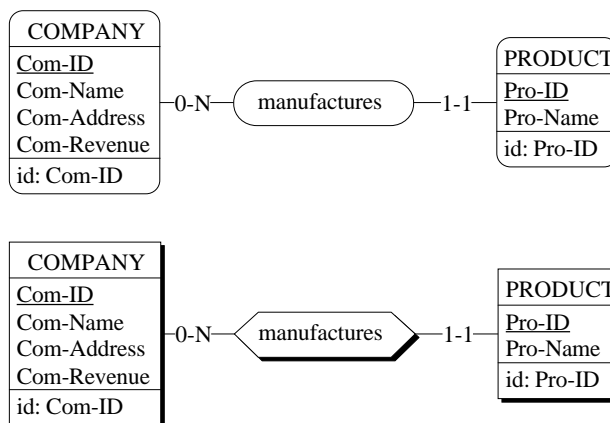 COMPANY
Com-ID
Com-Name
Com-Address
Com-Revenue
id: Com-ID
0-N
manufactures
1-1
PRODUCT
Pro-ID
Pro-Name
id: Pro-ID
COMPANY
Com-ID
Com-Name
Com-Address
Com-Revenue
id: Com-ID
0-N
manufactures
1-1
PRODUCT
Pro-ID
Pro-Name
id: Pro-ID